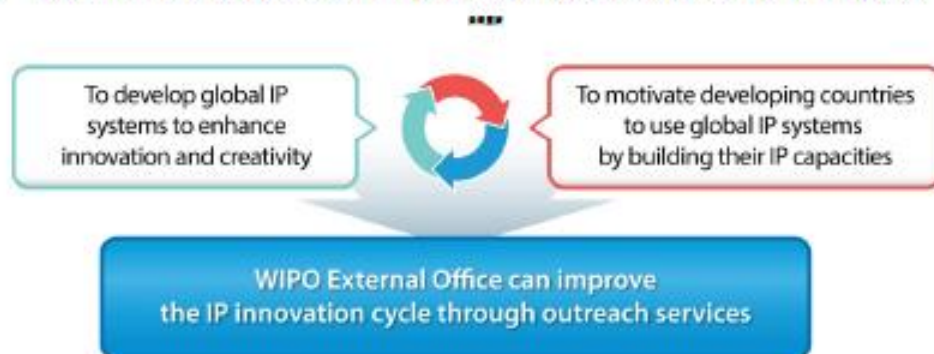 To develop global IP
systems to enhance
innovation and creativity
To motivate developing countries
to use global IP systems
by building their IP capacities
WIPO External Office can improve
the IP innovation cycle through outreach services